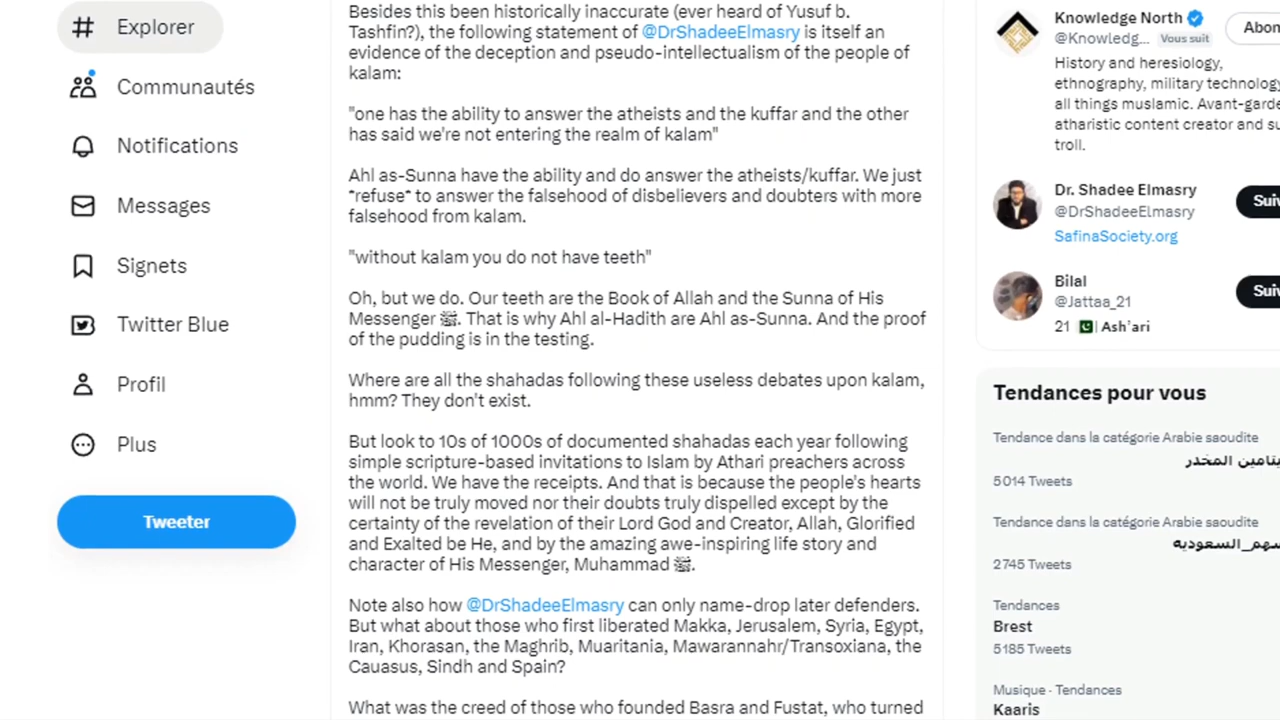 Explorer
Communautés
Notifications
Messages
Signets
Twitter Blue
Profil
Plus
Tweeter
Besides this been historically inaccurate (ever heard of Yusuf b.
Tashfin?), the following statement of @DrShadeeElmasry is itself an
evidence of the deception and pseudo-intellectualism of the people of
kalam:
"one has the ability to answer the atheists and the kuffar and the other
has said we're not entering the realm of kalam"
Ahl as-Sunna have the ability and do answer the atheists/kuffar. We just
*refuse* to answer the falsehood of disbelievers and doubters with more
falsehood from kalam.
"without kalam you do not have teeth"
Oh, but we do. Our teeth are the Book of Allah and the Sunna of His
Messenger ﷺ. That is why Ahl al-Hadith are Ahl as-Sunna. And the proof
of the pudding is in the testing.
Where are all the shahadas following these useless debates upon kalam,
hmm? They don't exist.
But look to 10s of 1000s of documented shahadas each year following
simple scripture-based invitations to Islam by Athari preachers across
the world. We have the receipts. And that is because the people's hearts
will not be truly moved nor their doubts truly dispelled except by the
certainty of the revelation of their Lord God and Creator, Allah, Glorified
and Exalted be He, and by the amazing awe-inspiring life story and
character of His Messenger, Muhammad ﷺ.
Note also how @DrShadeeElmasry can only name-drop later defenders.
But what about those who first liberated Makka, Jerusalem, Syria, Egypt,
Iran, Khorasan, the Maghrib, Muaritania, Mawarannahr/Transoxiana, the
Cauasus, Sindh and Spain?
What was the creed of those who founded Basra and Fustat, who turned
Knowledge North
@Knowledg... Vous suit
Abon
History and heresiology,
ethnography, military technology
all things muslamic. Avant-garde
atharistic content creator and su
troll.
Dr. Shadee Elmasry
@DrShadeeElmasry
Suiv
SafinaSociety.org
Bilal
@Jattaa_21
Suiv
21 🇵🇰| Ash'ari
Tendances pour vous
Tendance dans la catégorie Arabie saoudite
المخدر
5 014 Tweets
Tendance dans la catégorie Arabie saoudite
2 745 Tweets
Tendances
Brest
5 185 Tweets
Musique · Tendances
Kaaris